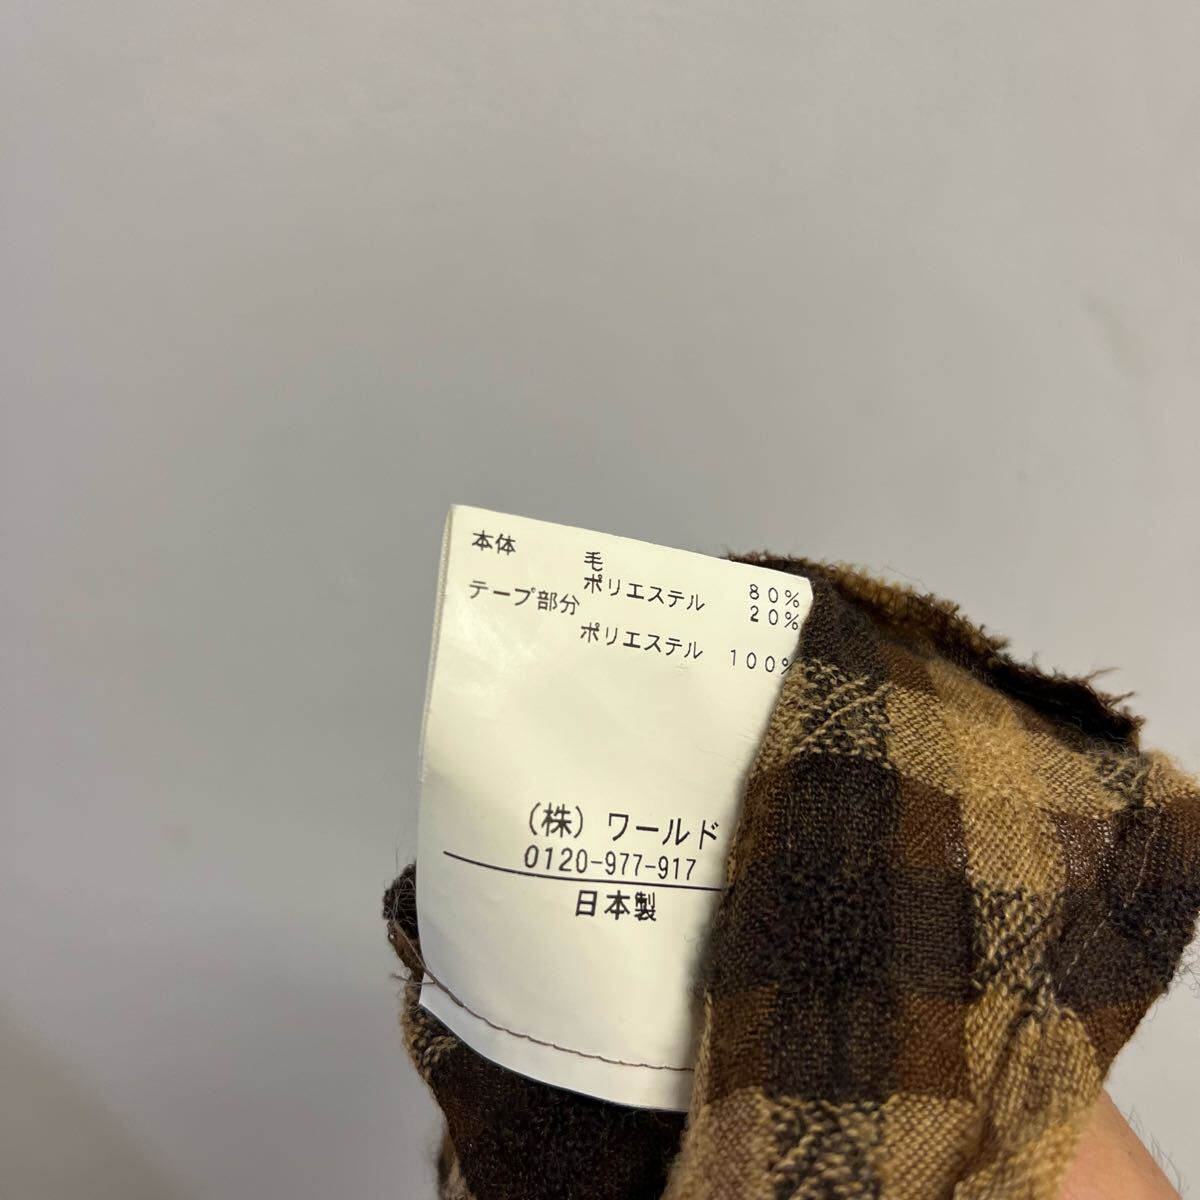 本体 毛 80%
ポリエステル 20%
テープ部分
ポリエステル 100%
(株) ワールド
0120-977-917
日本製